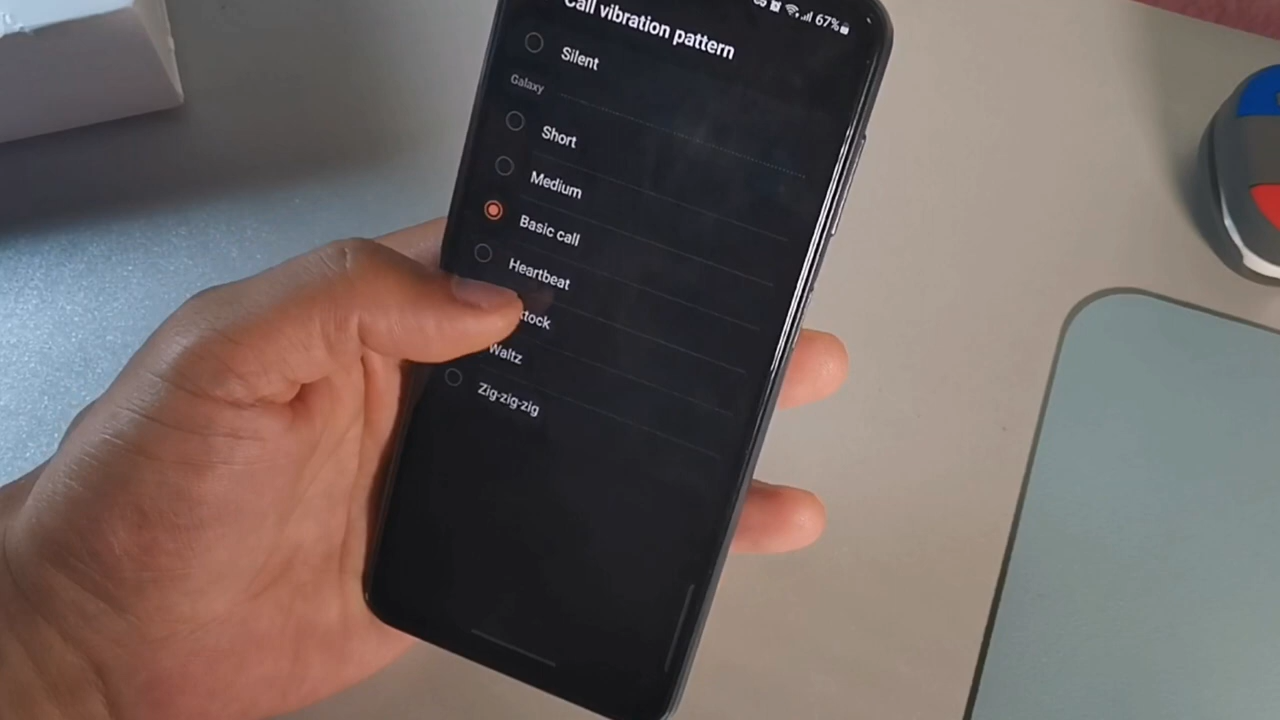 67%
Call vibration pattern
Silent
Galaxy
Short
Medium
Basic call
Heartbeat
Waltz
Zig-zig-zig